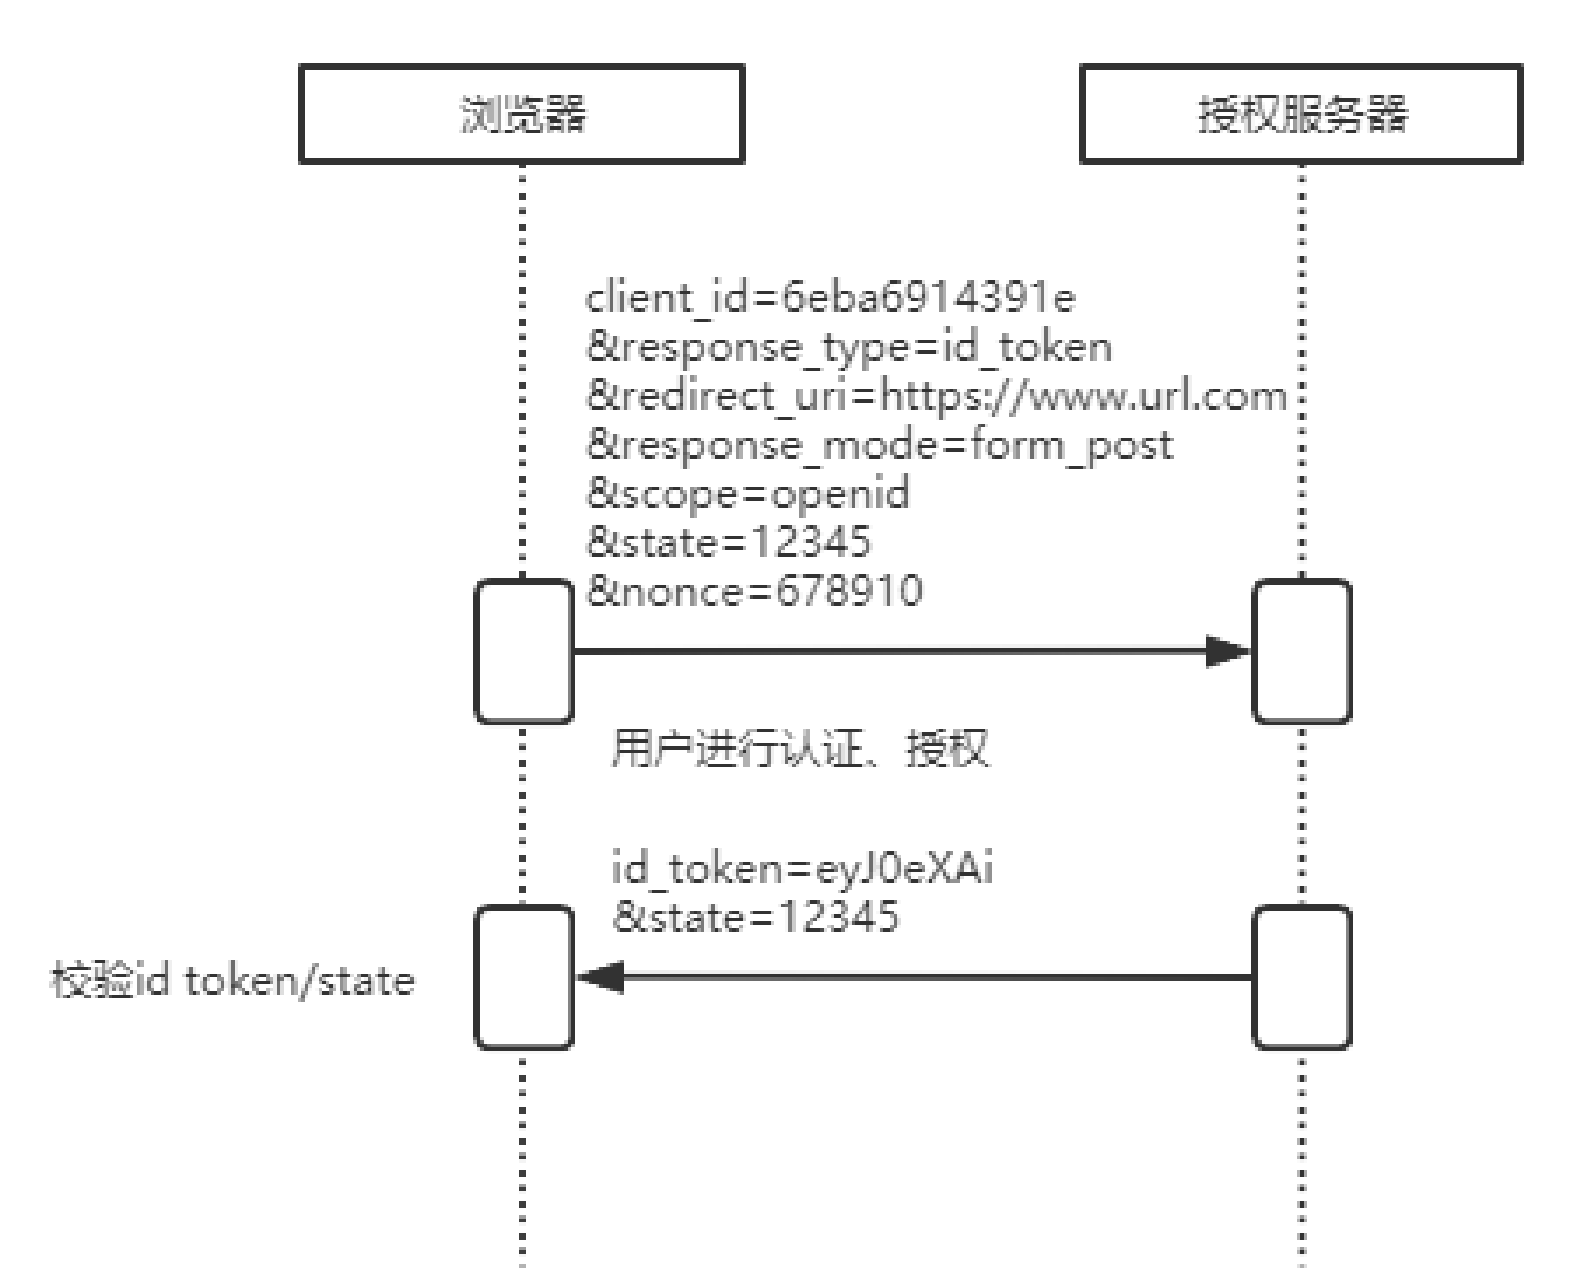 浏览器
授权服务器
client_id=6eba6914391e
&response_type=id_token
&redirect_uri=https://www.url.com
&response_mode=form_post
&scope=openid
&state=12345
&nonce=678910
用户进行认证、授权
id_token=eyJ0eXAi
&state=12345
校验id token/state